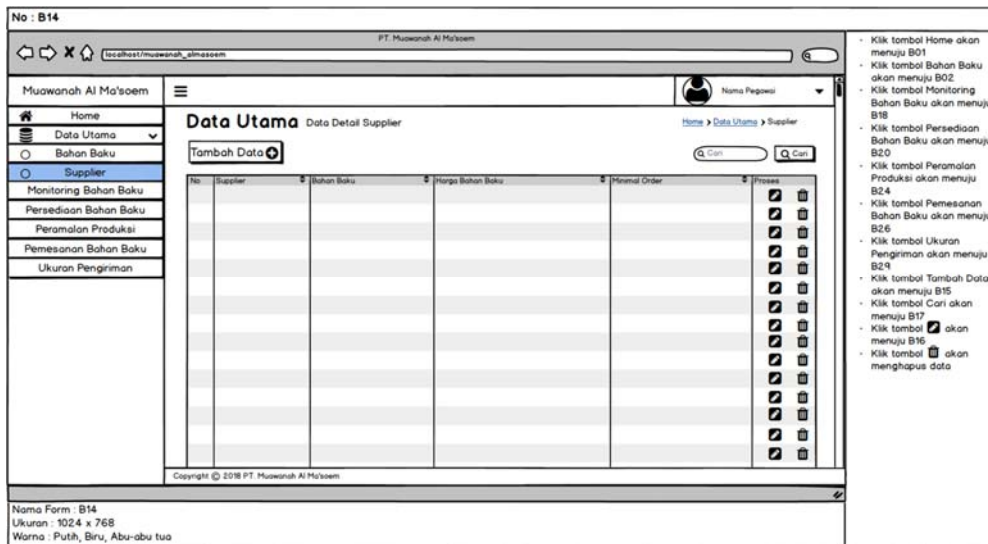 No : B14
PT. Muawanah Al Ma'soem
localhost/muawanah_almasoem
Muawanah Al Ma'soem
Nama Pegawai
Home
Data Utama
Bahan Baku
Supplier
Monitoring Bahan Baku
Persediaan Bahan Baku
Peramalan Produksi
Pemesanan Bahan Baku
Ukuran Pengiriman
Data Utama Data Detail Supplier
Home > Data Utama > Supplier
Tambah Data
Cari
Cari
No Supplier Bahan Baku Harga Bahan Baku Minimal Order Proses
Copyright © 2018 PT. Muawanah Al Ma'soem
- Klik tombol Home akan
menuju B01
- Klik tombol Bahan Baku
akan menuju B02
- Klik tombol Monitoring
Bahan Baku akan menuju
B18
- Klik tombol Persediaan
Bahan Baku akan menuju
B20
- Klik tombol Peramalan
Produksi akan menuju
B24
- Klik tombol Pemesanan
Bahan Baku akan menuju
B26
- Klik tombol Ukuran
Pengiriman akan menuju
B29
- Klik tombol Tambah Data
akan menuju B15
- Klik tombol Cari akan
menuju B17
- Klik tombol akan
menuju B16
- Klik tombol akan
menghapus data
Nama Form : B14
Ukuran : 1024 x 768
Warna : Putih, Biru, Abu-abu tua